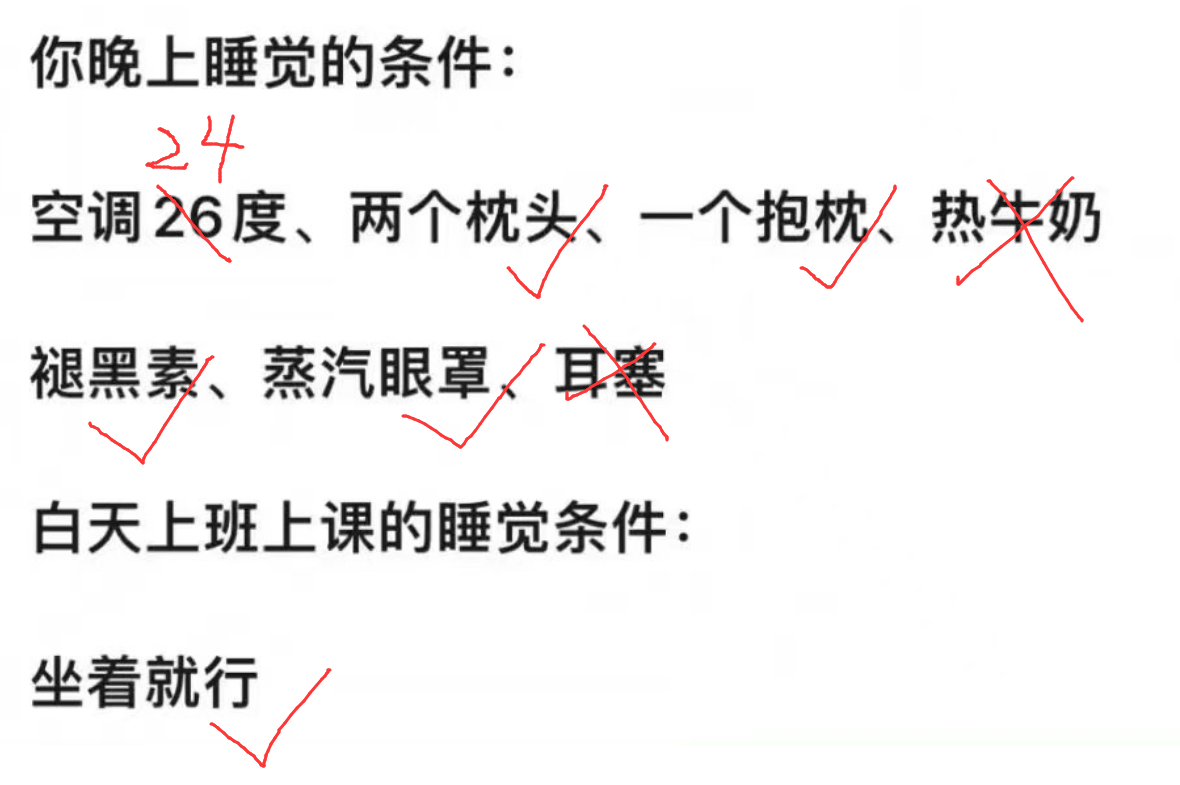 你晚上睡觉的条件：
24
空调26度、两个枕头、一个抱枕、热牛奶
褪黑素、蒸汽眼罩、耳塞
白天上班上课的睡觉条件：
坐着就行